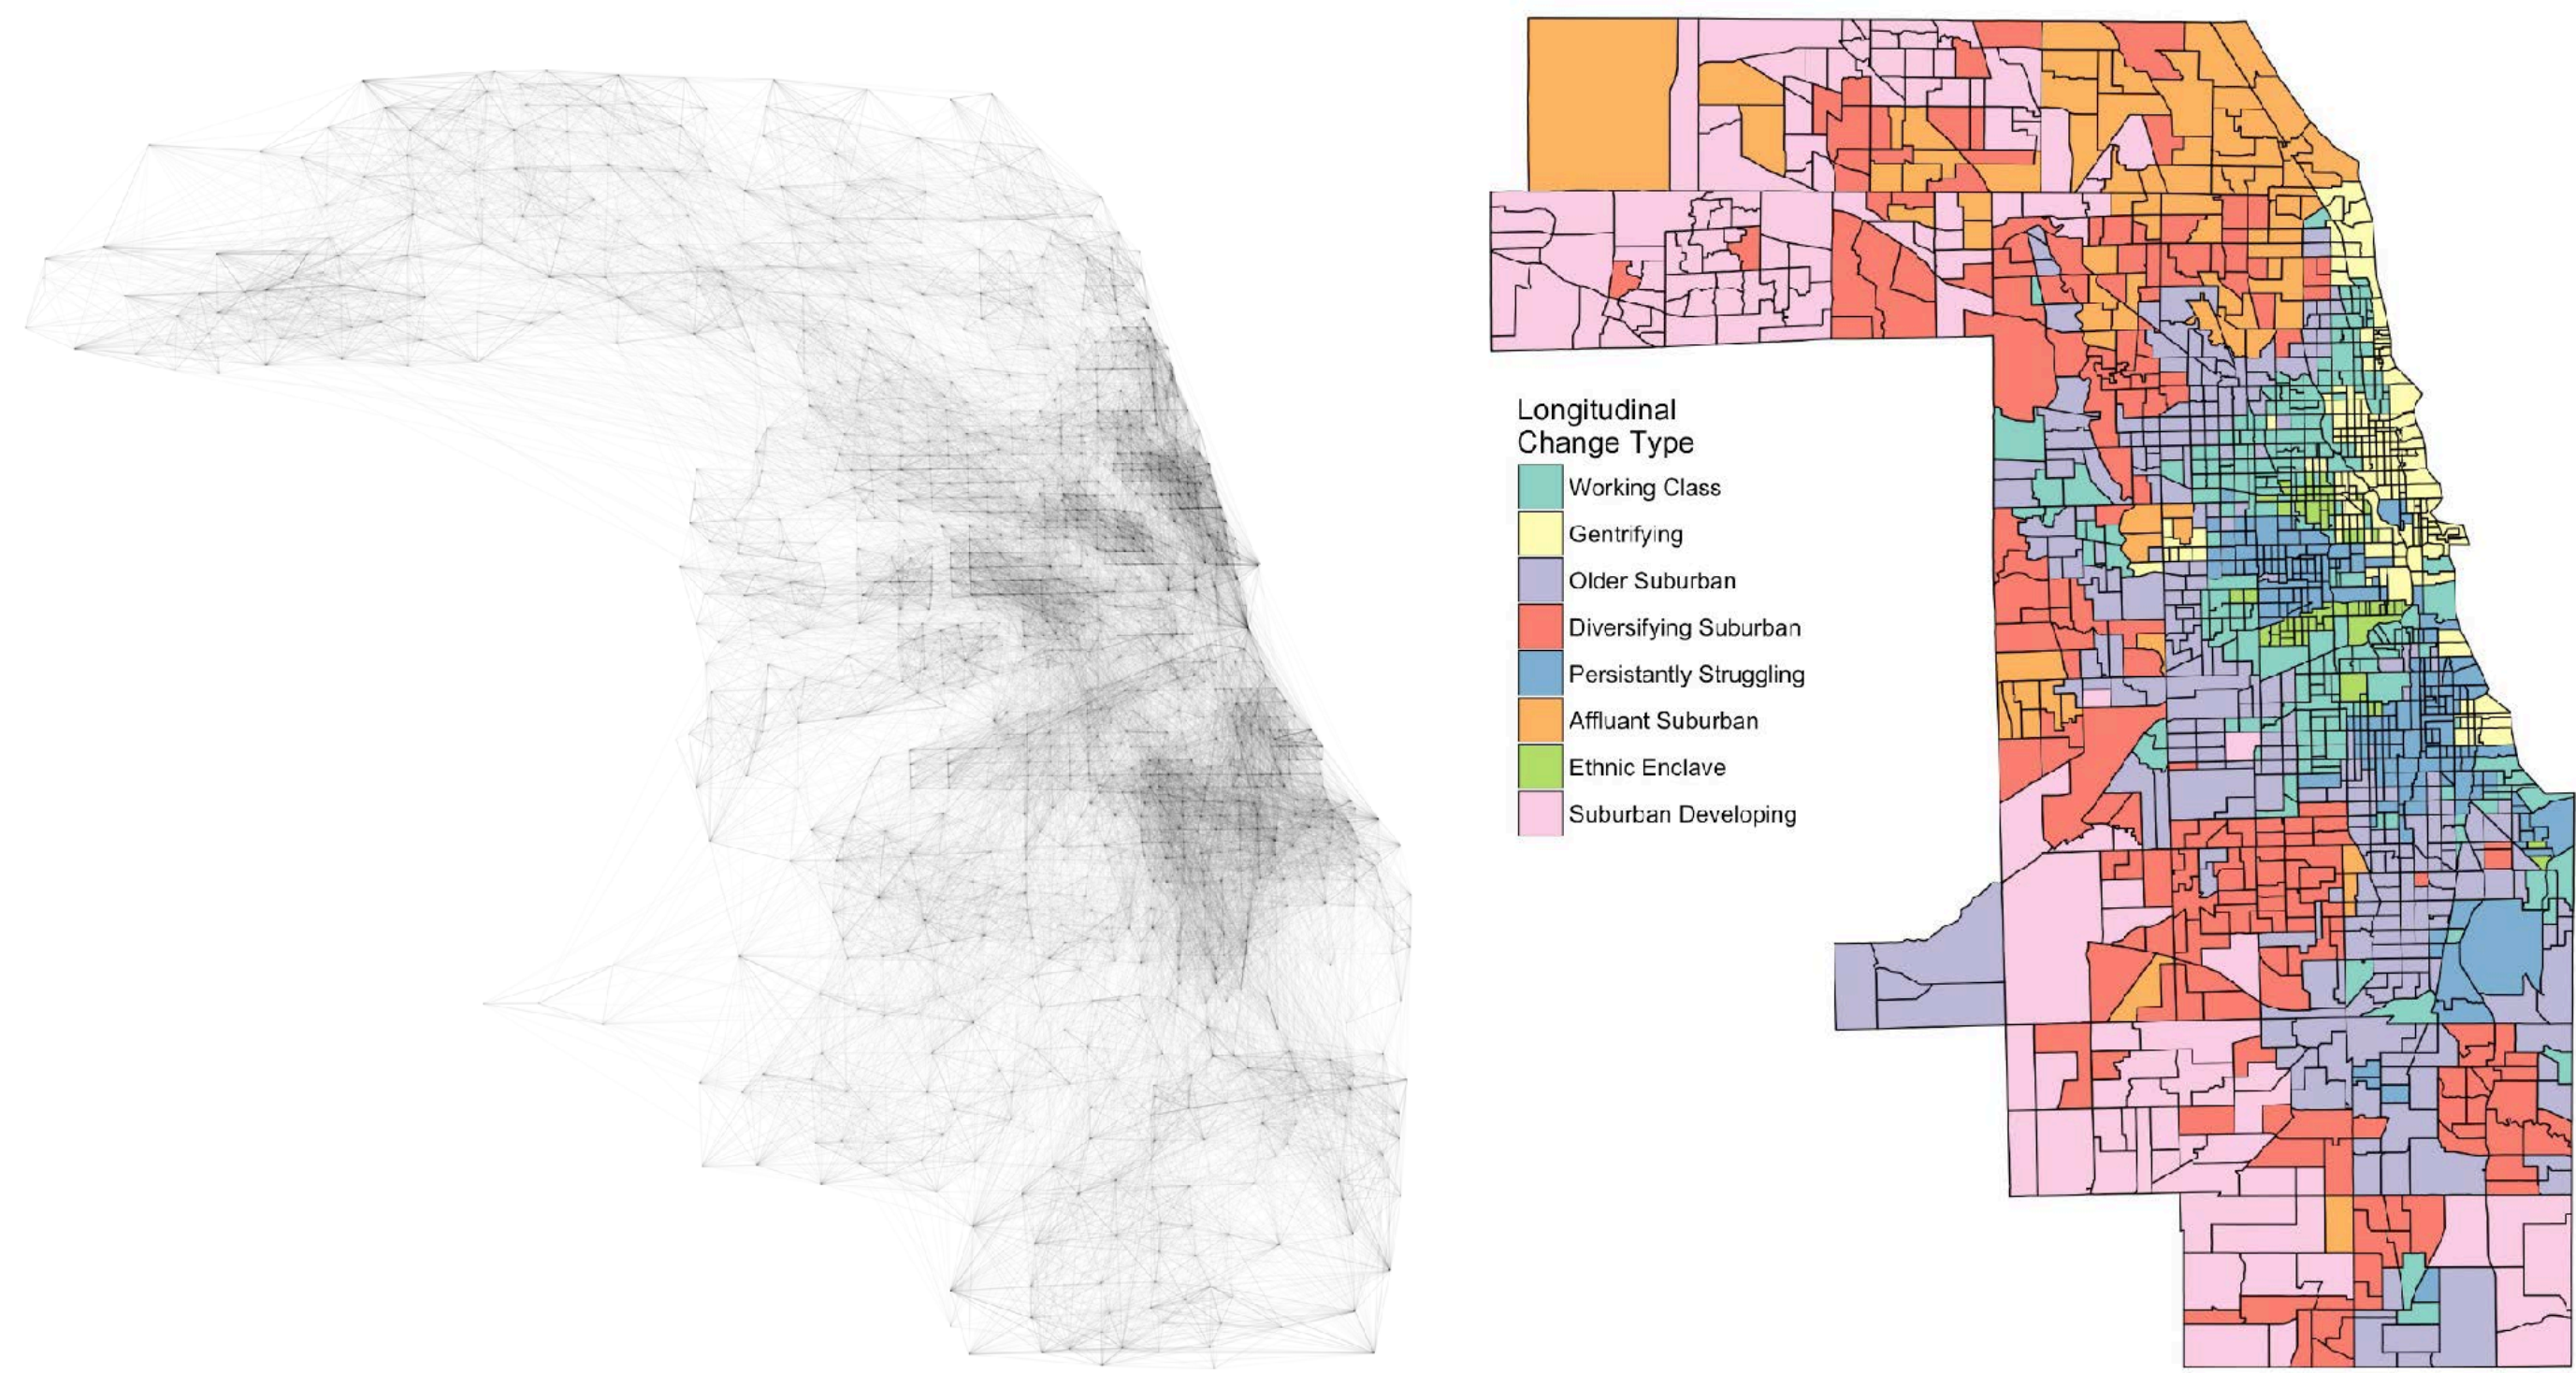 Longitudinal
Change Type
Working Class
Gentrifying
Older Suburban
Diversifying Suburban
Persistantly Struggling
Affluant Suburban
Ethnic Enclave
Suburban Developing